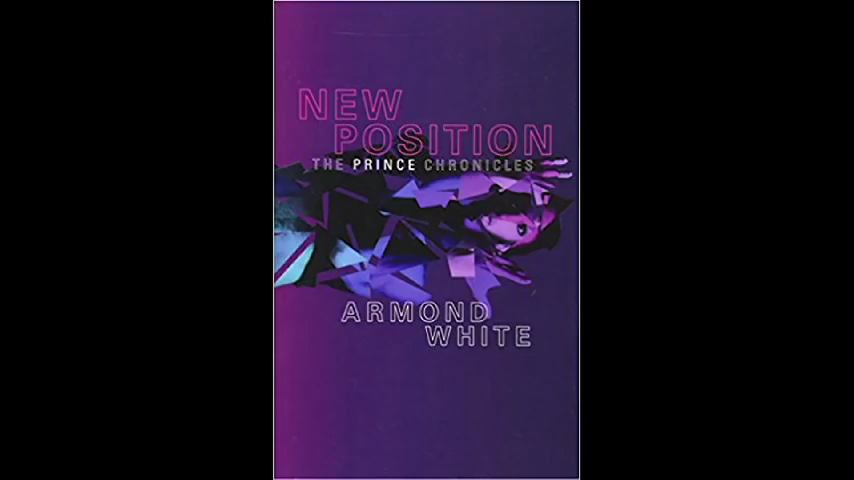 NEW
POSITION
THE PRINCE CHRONICLES
ARMOND
WHITE